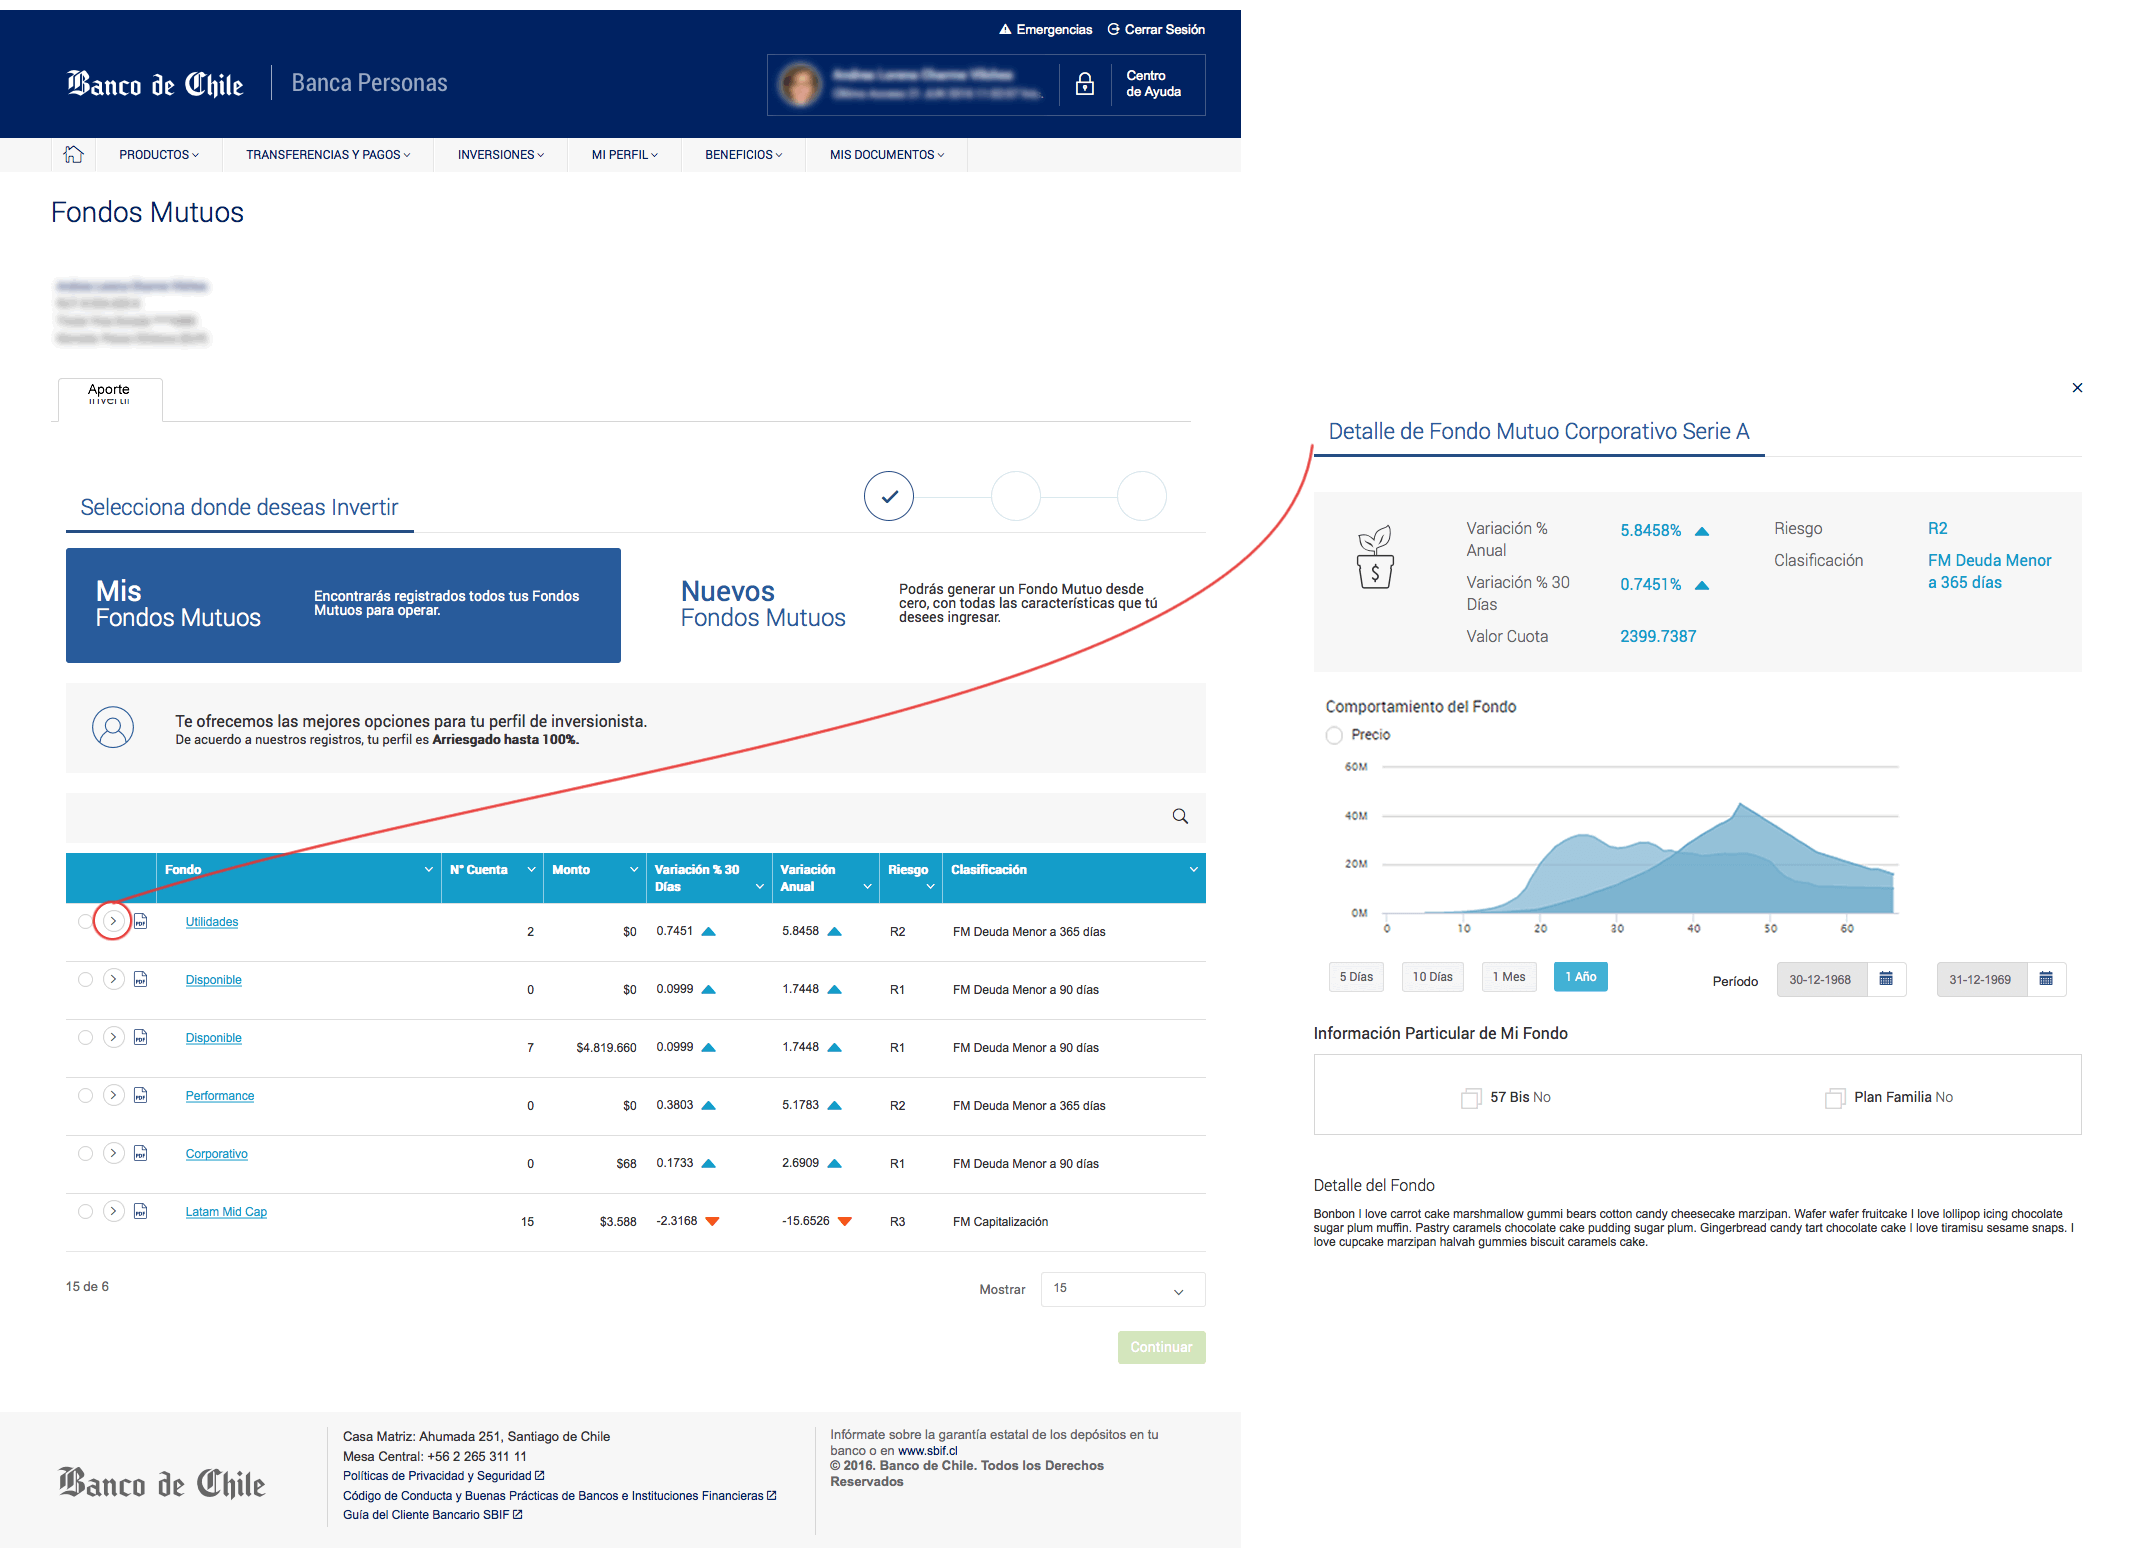 Emergencias Cerrar Sesión
Banco de Chile Banca Personas
Centro
de Ayuda
PRODUCTOS TRANSFERENCIAS Y PAGOS INVERSIONES MI PERFIL BENEFICIOS MIS DOCUMENTOS
Fondos Mutuos
Aporte
Invertir
Selecciona donde deseas Invertir
Mis
Fondos Mutuos
Encontrarás registrados todos tus Fondos
Mutuos para operar.
Nuevos
Fondos Mutuos
Podrás generar un Fondo Mutuo desde
cero, con todas las características que tú
desees ingresar.
Te ofrecemos las mejores opciones para tu perfil de inversionista.
De acuerdo a nuestros registros, tu perfil es Arriesgado hasta 100%.
Fondo N° Cuenta Monto Variación % 30 Días Variación Anual Riesgo Clasificación
PDF Utilidades 2 $0 0.7451 5.8458 R2 FM Deuda Menor a 365 días
PDF Disponible 0 $0 0.0999 1.7448 R1 FM Deuda Menor a 90 días
PDF Disponible 7 $4.819.660 0.0999 1.7448 R1 FM Deuda Menor a 90 días
PDF Performance 0 $0 0.3803 5.1783 R2 FM Deuda Menor a 365 días
PDF Corporativo 0 $68 0.1733 2.6909 R1 FM Deuda Menor a 90 días
PDF Latam Mid Cap 15 $3.588 -2.3168 -15.6526 R3 FM Capitalización
15 de 6
Mostrar 15
Continuar
Banco de Chile
Casa Matriz: Ahumada 251, Santiago de Chile
Mesa Central: +56 2 265 311 11
Políticas de Privacidad y Seguridad
Código de Conducta y Buenas Prácticas de Bancos e Instituciones Financieras
Guía del Cliente Bancario SBIF
Infórmate sobre la garantía estatal de los depósitos en tu
banco o en www.sbif.cl
© 2016. Banco de Chile. Todos los Derechos
Reservados
Detalle de Fondo Mutuo Corporativo Serie A
$
Variación %
Anual
5.8458%
Variación % 30
Días
0.7451%
Valor Cuota 2399.7387
Riesgo R2
Clasificación FM Deuda Menor
a 365 días
Comportamiento del Fondo
Precio
60M
40M
20M
0M
0 10 20 30 40 50 60
5 Días 10 Días 1 Mes 1 Año Período 30-12-1968 31-12-1969
Información Particular de Mi Fondo
57 Bis No Plan Familia No
Detalle del Fondo
Bonbon I love carrot cake marshmallow gummi bears cotton candy cheesecake marzipan. Wafer wafer fruitcake I love lollipop icing chocolate
sugar plum muffin. Pastry caramels chocolate cake pudding sugar plum. Gingerbread candy tart chocolate cake I love tiramisu sesame snaps. I
love cupcake marzipan halvah gummies biscuit caramels cake.